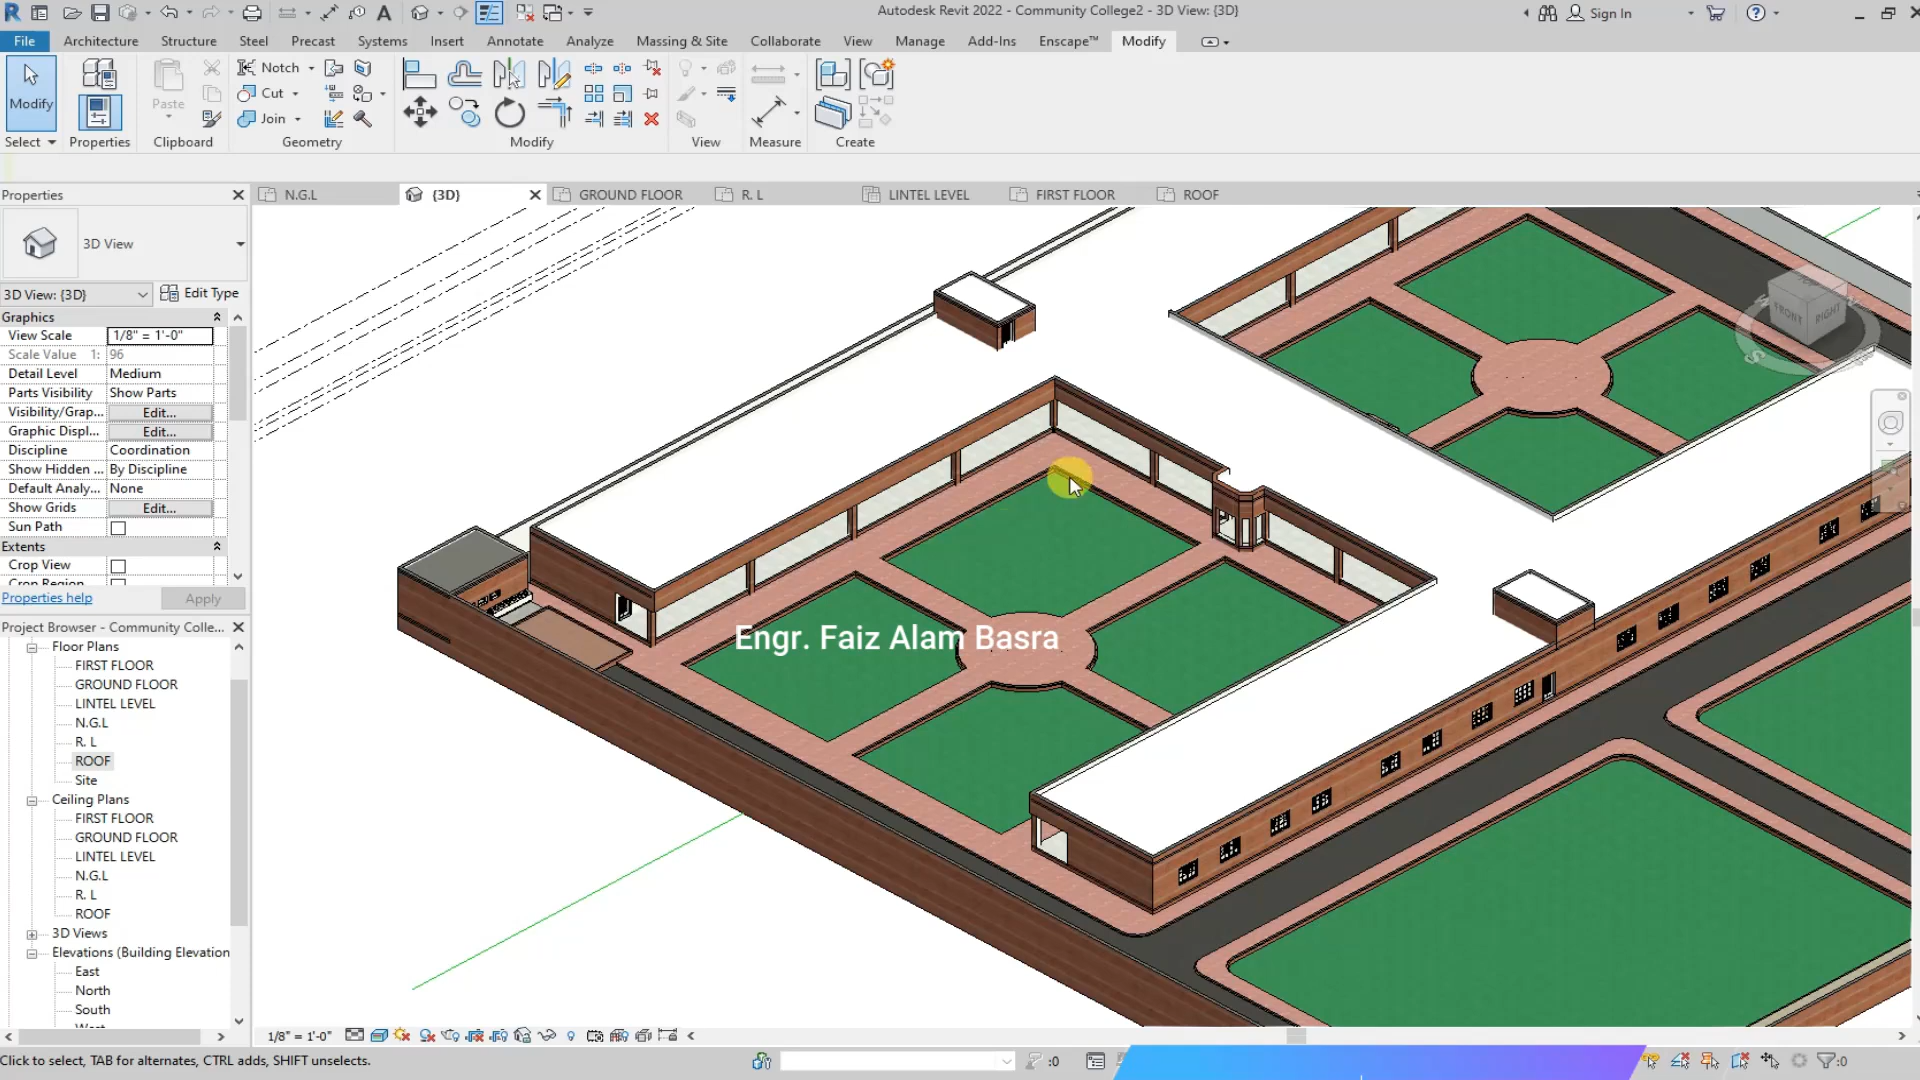 Autodesk Revit 2022 - Community College2 - 3D View: {3D}
Sign In
File Architecture Structure Steel Precast Systems Insert Annotate Analyze Massing & Site Collaborate View Manage Add-Ins Enscape™ Modify
Modify
Paste
Notch
Cut
Join
Select Properties Clipboard Geometry Modify View Measure Create
Properties
N.G.L {3D} GROUND FLOOR R. L LINTEL LEVEL FIRST FLOOR ROOF
3D View
3D View: {3D} Edit Type
Graphics
View Scale 1/8" = 1'-0"
Scale Value 1: 96
Detail Level Medium
Parts Visibility Show Parts
Visibility/Grap... Edit...
Graphic Displ... Edit...
Discipline Coordination
Show Hidden ... By Discipline
Default Analy... None
Show Grids Edit...
Sun Path
Extents
Crop View
Crop Region
Properties help Apply
Project Browser - Community Colle...
Floor Plans
FIRST FLOOR
GROUND FLOOR
LINTEL LEVEL
N.G.L
R. L
ROOF
Site
Ceiling Plans
FIRST FLOOR
GROUND FLOOR
LINTEL LEVEL
N.G.L
R. L
ROOF
3D Views
Elevations (Building Elevation
East
North
South
West
FRONT RIGHT
S
Engr. Faiz Alam Basra
1/8" = 1'-0"
Click to select, TAB for alternates, CTRL adds, SHIFT unselects.
:0
:0